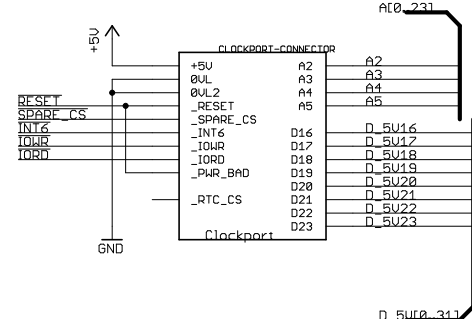 A[0..23]
+5V
CLOCKPORT-CONNECTOR
+5V
0VL
0VL2
_RESET
_SPARE_CS
_INT6
_IOWR
_IORD
_PWR_BAD
_RTC_CS
A2
A3
A4
A5
D16
D17
D18
D19
D20
D21
D22
D23
Clockport
RESET
SPARE_CS
INT6
IOWR
IORD
GND
A2
A3
A4
A5
D_5V16
D_5V17
D_5V18
D_5V19
D_5V20
D_5V21
D_5V22
D_5V23
D_5V[0..31]